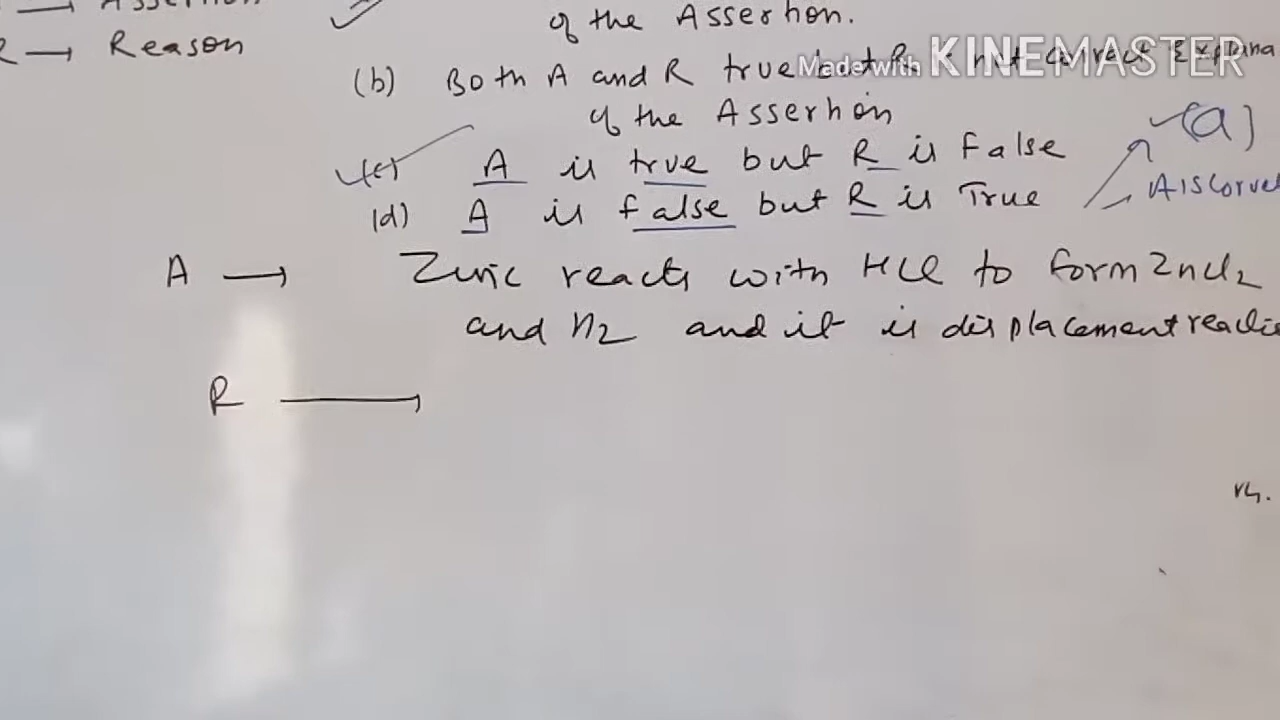 → Assertion
of the Assertion.
R → Reason
Made with KINEMASTER
(b) Both A and R true but R correct Explana
of the Assertion
(a)
(c) A is true but R is false
A is correct
(d) A is false but R is True
A → Zinc reacts with HCl to form ZnCl2
and H2 and it is displacement reactio
R →